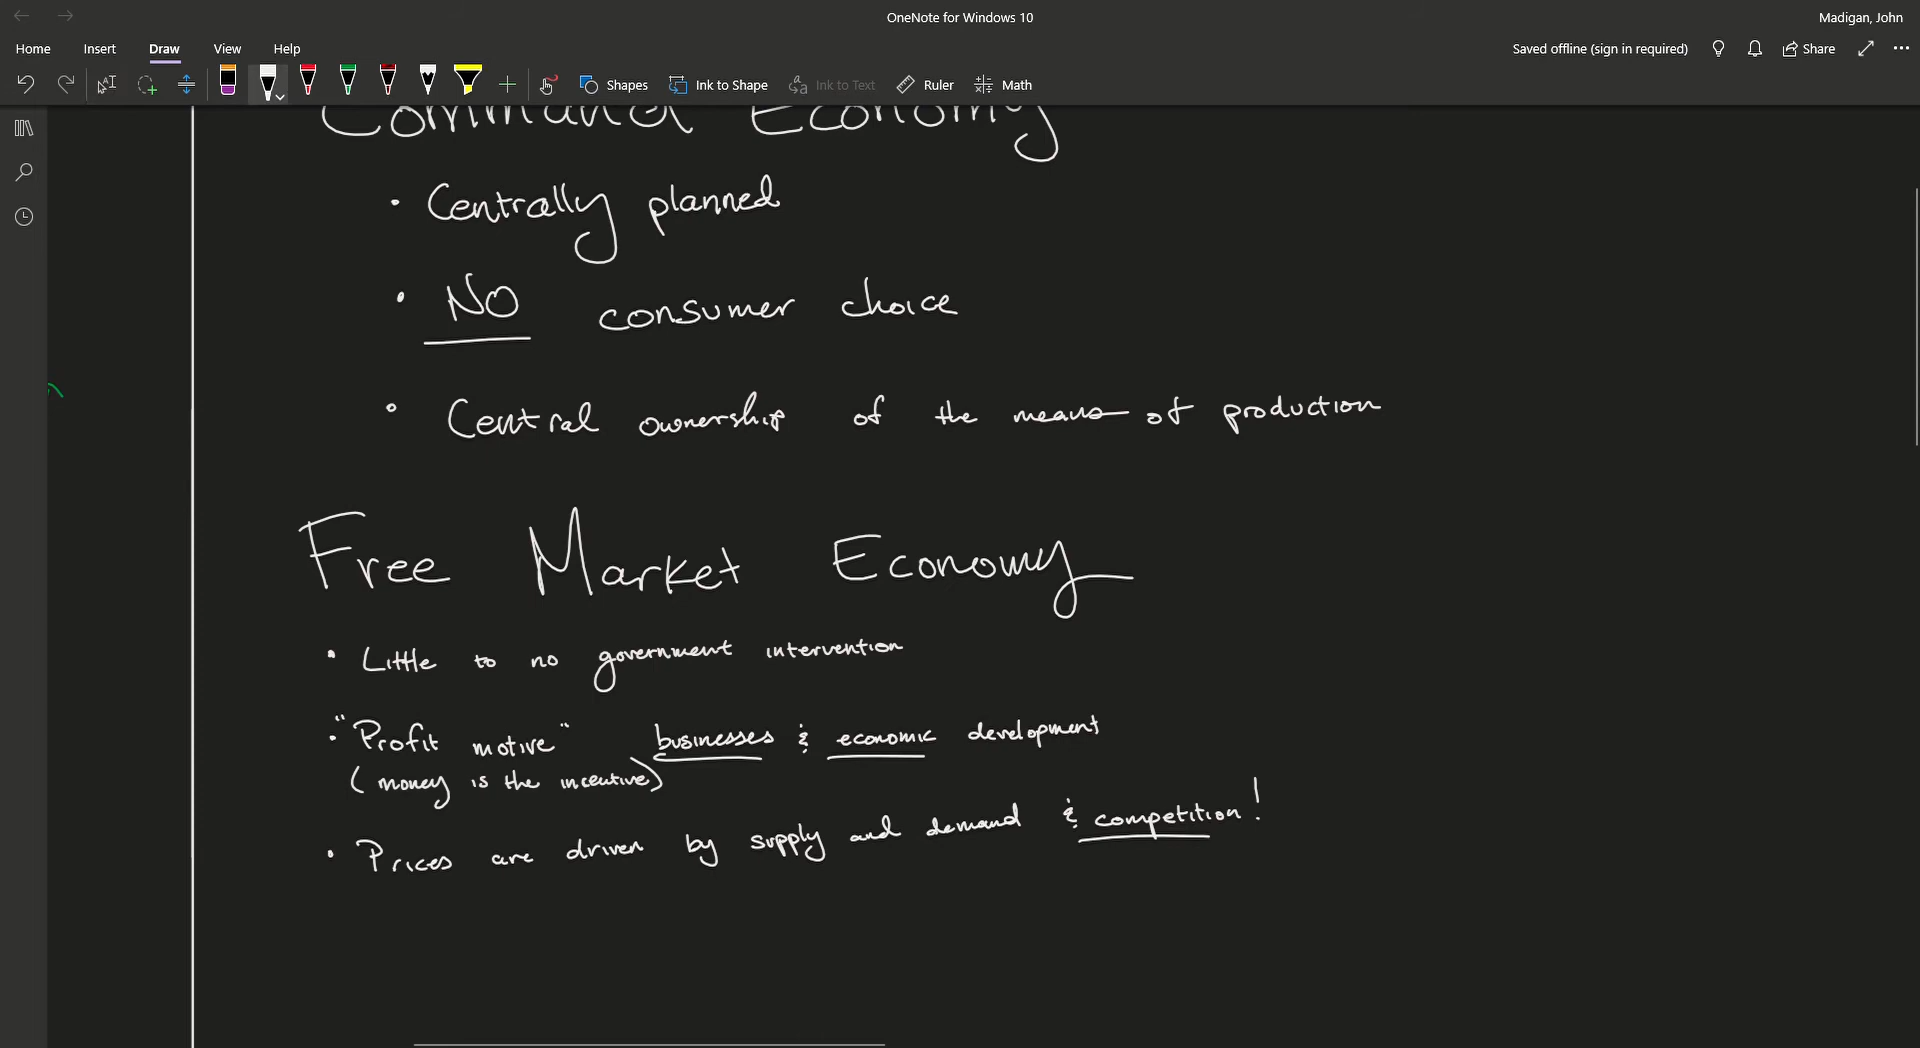 OneNote for Windows 10
Madigan, John
Home Insert Draw View Help
Saved offline (sign in required) Share
Shapes Ink to Shape Ink to Text Ruler Math
Command Economy
• Centrally planned
• NO consumer choice
• Central ownership of the means of production
Free Market Economy
• Little to no government intervention
• "Profit motive" businesses & economic development
(money is the incentive)
• Prices are driven by supply and demand & competition!